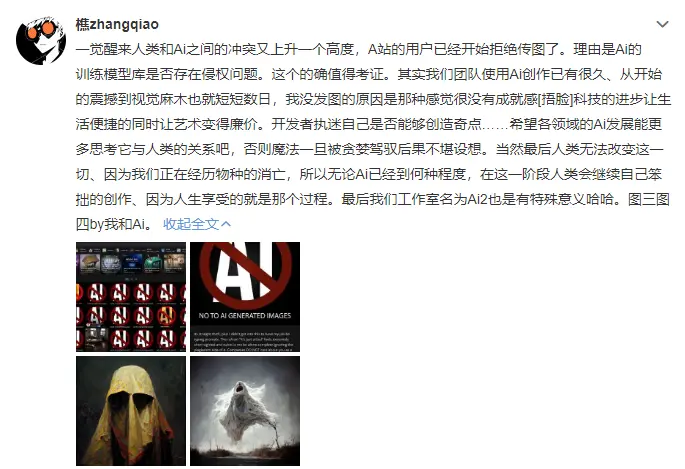 樵zhangqiao
一觉醒来人类和Ai之间的冲突又上升一个高度，A站的用户已经开始拒绝传图了。理由是Ai的
训练模型库是否存在侵权问题。这个的确值得考证。其实我们团队使用Ai创作已有很久、从开始
的震撼到视觉麻木也就短短数日，我没发图的原因是那种感觉很没有成就感[捂脸]科技的进步让生
活便捷的同时让艺术变得廉价。开发者执迷自己是否能够创造奇点……希望各领域的Ai发展能更
多思考它与人类的关系吧，否则魔法一旦被贪婪驾驭后果不堪设想。当然最后人类无法改变这一
切、因为我们正在经历物种的消亡，所以无论Ai已经到何种程度，在这一阶段人类会继续自己笨
拙的创作、因为人生享受的就是那个过程。最后我们工作室名为Ai2也是有特殊意义哈哈。图三图
四by我和Ai。 收起全文
AI
NO TO AI GENERATED IMAGES